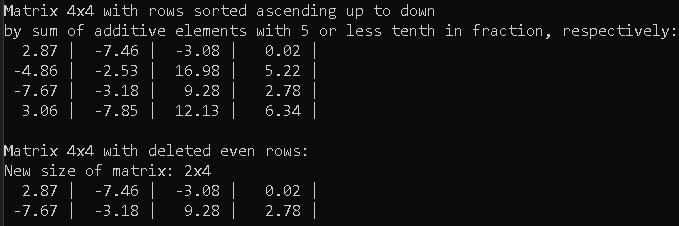 Matrix 4x4 with rows sorted ascending up to down
by sum of additive elements with 5 or less tenth in fraction, respectively:
  2.87 |  -7.46 |  -3.08 |   0.02 |
 -4.86 |  -2.53 |  16.98 |   5.22 |
 -7.67 |  -3.18 |   9.28 |   2.78 |
  3.06 |  -7.85 |  12.13 |   6.34 |

Matrix 4x4 with deleted even rows:
New size of matrix: 2x4
  2.87 |  -7.46 |  -3.08 |   0.02 |
 -7.67 |  -3.18 |   9.28 |   2.78 |